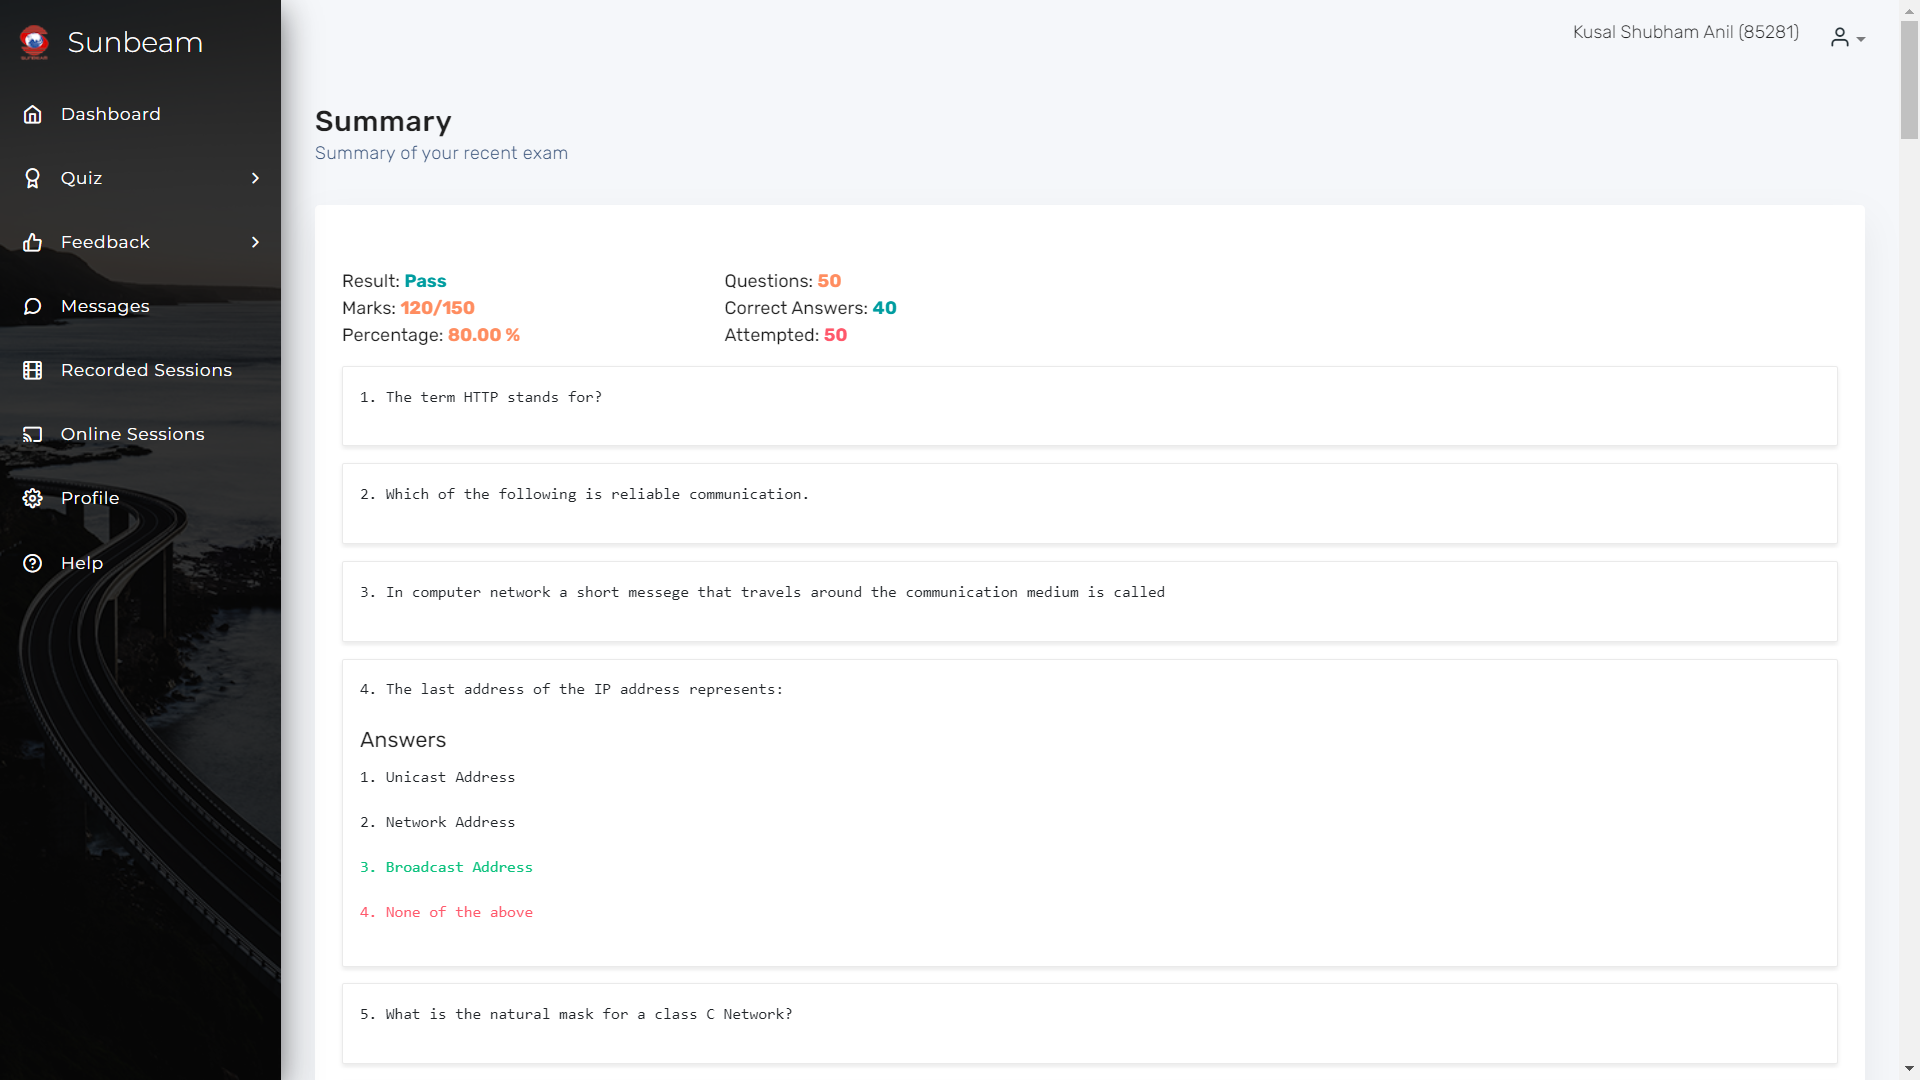 Sunbeam
Dashboard
Quiz
Feedback
Messages
Recorded Sessions
Online Sessions
Profile
Help
Kusal Shubham Anil (85281)
Summary
Summary of your recent exam
Result: Pass
Marks: 120/150
Percentage: 80.00 %
Questions: 50
Correct Answers: 40
Attempted: 50
1. The term HTTP stands for?
2. Which of the following is reliable communication.
3. In computer network a short messege that travels around the communication medium is called
4. The last address of the IP address represents:
Answers
1. Unicast Address
2. Network Address
3. Broadcast Address
4. None of the above
5. What is the natural mask for a class C Network?